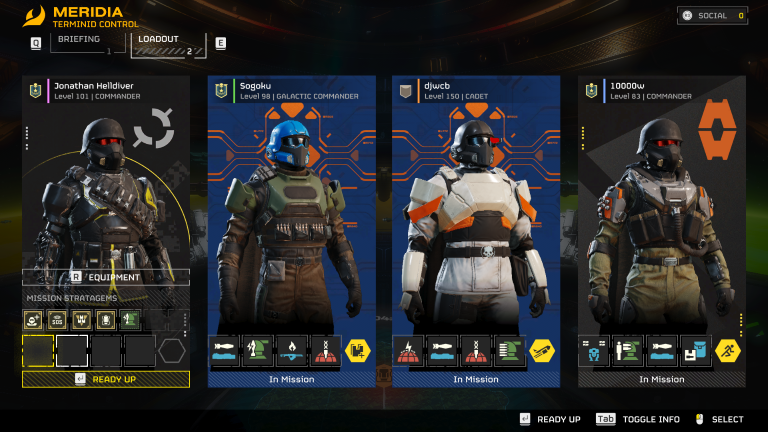 MERIDIA
TERMINID CONTROL
SOCIAL 0
Q BRIEFING 1 LOADOUT 2 E
Jonathan Helldiver
Level 101 | COMMANDER
Sogoku
Level 98 | GALACTIC COMMANDER
djwcb
Level 150 | CADET
10000w
Level 83 | COMMANDER
R EQUIPMENT
MISSION STRATAGEMS
SOS
READY UP
In Mission
In Mission
In Mission
READY UP Tab TOGGLE INFO SELECT